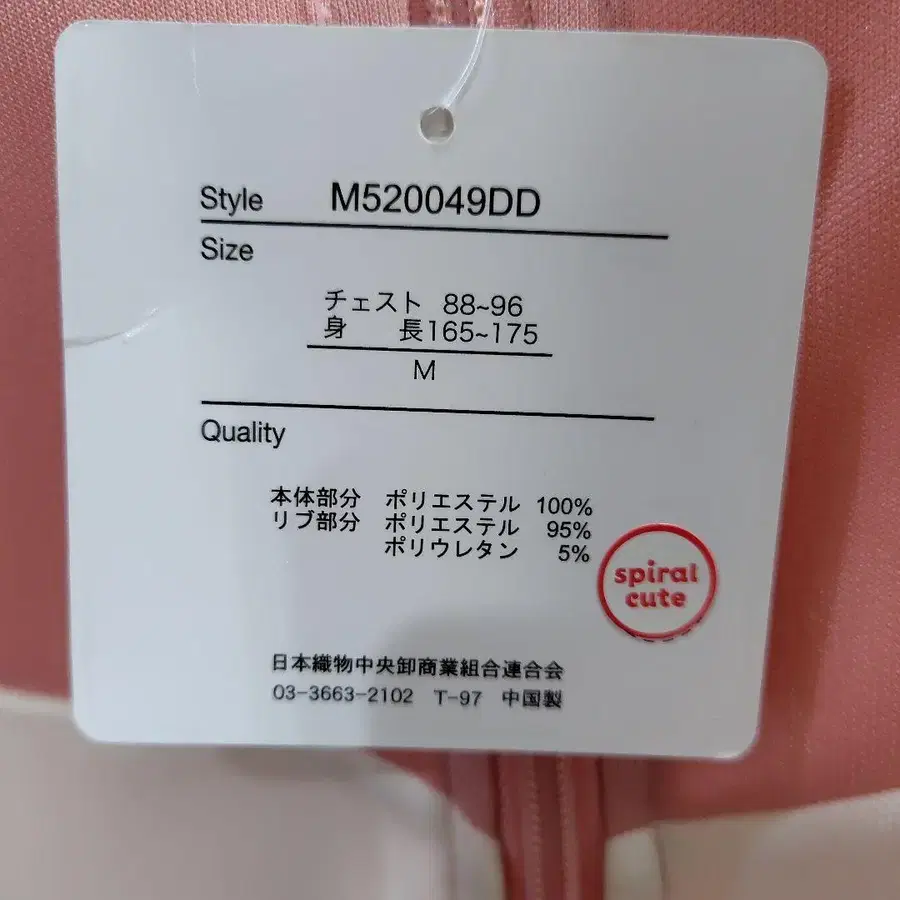 Style M520049DD
Size
チェスト 88~96
身 長165~175
M
Quality
本体部分 ポリエステル 100%
リブ部分 ポリエステル 95%
ポリウレタン 5%
spiral
cute
日本織物中央卸商業組合連合会
03-3663-2102 T-97 中国製